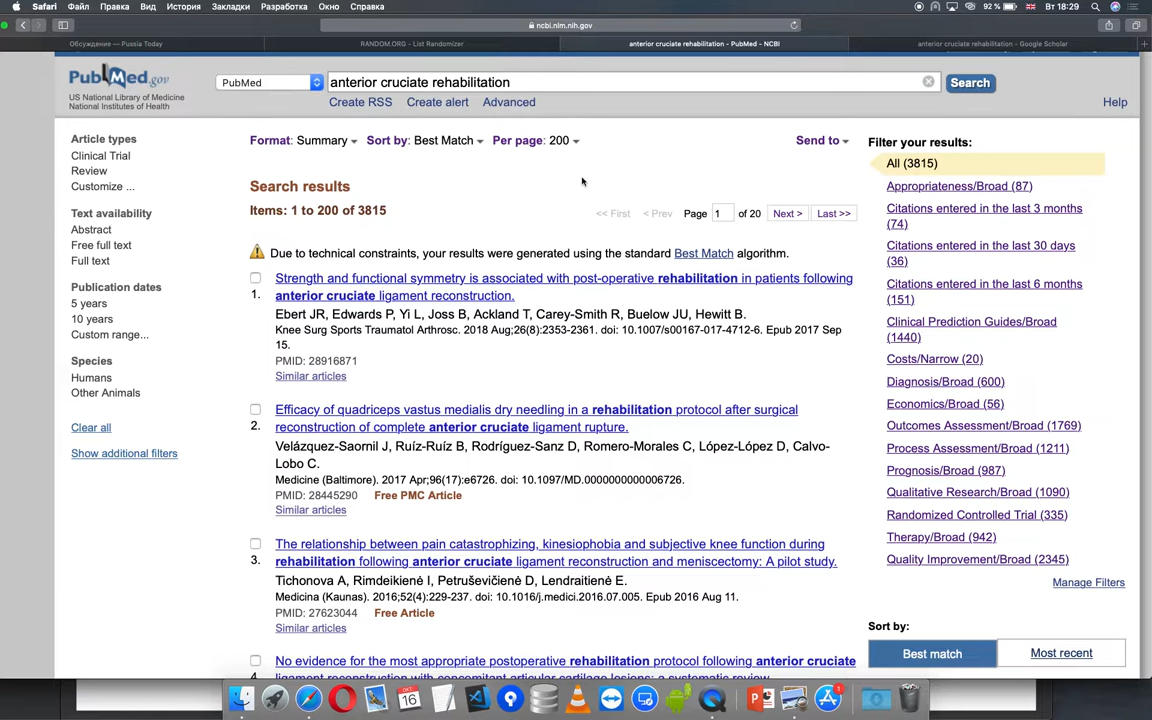 Safari Файл Правка Вид История Закладки Разработка Окно Справка 92 % Вт 18:29
ncbi.nlm.nih.gov
Обсуждение — Pussia Today RANDOM.ORG - List Randomizer anterior cruciate rehabilitation - PubMed - NCBI anterior cruciate rehabilitation - Google Scholar
PubMed.gov
US National Library of Medicine
National Institutes of Health
PubMed anterior cruciate rehabilitation Search
Create RSS Create alert Advanced Help
Article types
Clinical Trial
Review
Customize ...
Text availability
Abstract
Free full text
Full text
Publication dates
5 years
10 years
Custom range...
Species
Humans
Other Animals
Clear all
Show additional filters
Format: Summary Sort by: Best Match Per page: 200 Send to
Search results
Items: 1 to 200 of 3815
<< First < Prev Page 1 of 20 Next > Last >>
Due to technical constraints, your results were generated using the standard Best Match algorithm.
Strength and functional symmetry is associated with post-operative rehabilitation in patients following
1. anterior cruciate ligament reconstruction.
Ebert JR, Edwards P, Yi L, Joss B, Ackland T, Carey-Smith R, Buelow JU, Hewitt B.
Knee Surg Sports Traumatol Arthrosc. 2018 Aug;26(8):2353-2361. doi: 10.1007/s00167-017-4712-6. Epub 2017 Sep
15.
PMID: 28916871
Similar articles
Efficacy of quadriceps vastus medialis dry needling in a rehabilitation protocol after surgical
2. reconstruction of complete anterior cruciate ligament rupture.
Velázquez-Saornil J, Ruíz-Ruíz B, Rodríguez-Sanz D, Romero-Morales C, López-López D, Calvo-
Lobo C.
Medicine (Baltimore). 2017 Apr;96(17):e6726. doi: 10.1097/MD.0000000000006726.
PMID: 28445290 Free PMC Article
Similar articles
The relationship between pain catastrophizing, kinesiophobia and subjective knee function during
3. rehabilitation following anterior cruciate ligament reconstruction and meniscectomy: A pilot study.
Tichonova A, Rimdeikienė I, Petruševičienė D, Lendraitienė E.
Medicina (Kaunas). 2016;52(4):229-237. doi: 10.1016/j.medici.2016.07.005. Epub 2016 Aug 11.
PMID: 27623044 Free Article
Similar articles
No evidence for the most appropriate postoperative rehabilitation protocol following anterior cruciate
4. ligament reconstruction with concomitant articular cartilage lesions: a systematic review.
Filter your results:
All (3815)
Appropriateness/Broad (87)
Citations entered in the last 3 months
(74)
Citations entered in the last 30 days
(36)
Citations entered in the last 6 months
(151)
Clinical Prediction Guides/Broad
(1440)
Costs/Narrow (20)
Diagnosis/Broad (600)
Economics/Broad (56)
Outcomes Assessment/Broad (1769)
Process Assessment/Broad (1211)
Prognosis/Broad (987)
Qualitative Research/Broad (1090)
Randomized Controlled Trial (335)
Therapy/Broad (942)
Quality Improvement/Broad (2345)
Manage Filters
Sort by:
Best match Most recent
ОКТ.
16
1